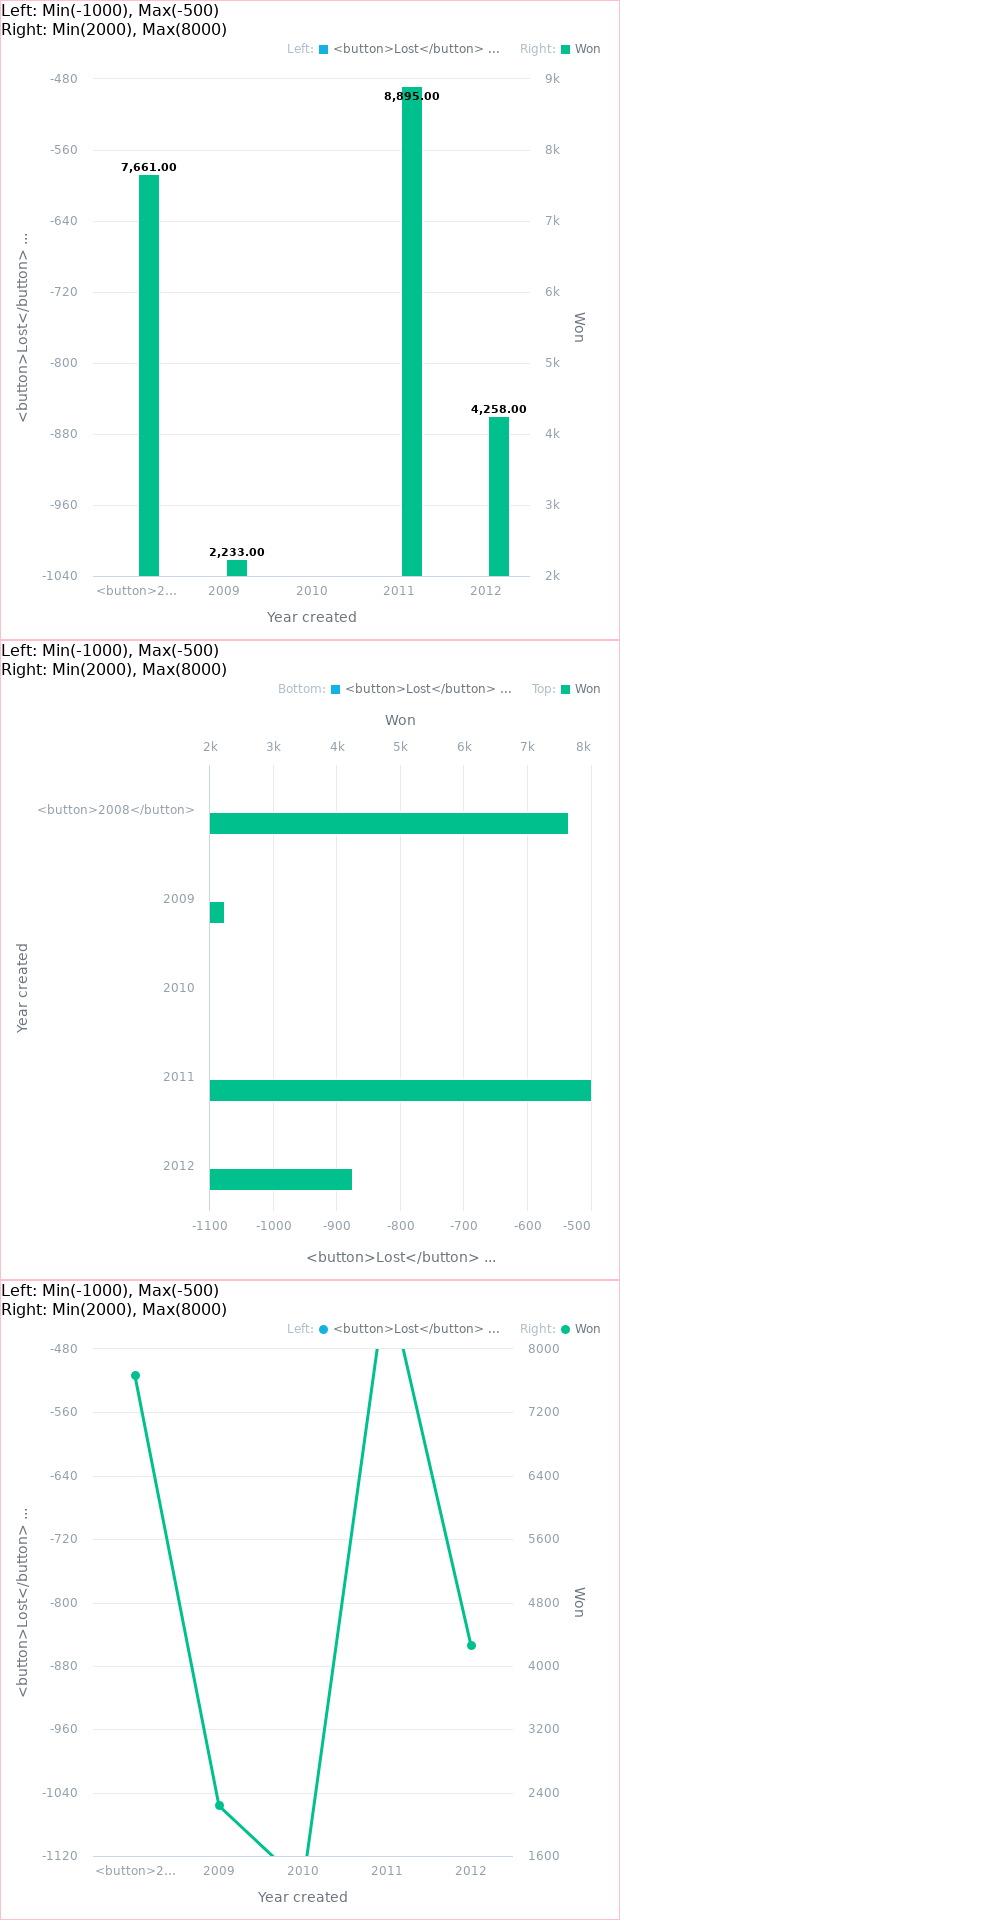 Left: Min(-1000), Max(-500)
Right: Min(2000), Max(8000)
Left: <button>Lost</button> ... Right: Won
-480 9k
8,895.00
-560 8k
7,661.00
-640 7k
-720 6k
<button>Lost</button> ...
Won
-800 5k
4,258.00
-880 4k
-960 3k
2,233.00
-1040 2k
<button>2... 2009 2010 2011 2012
Year created
Left: Min(-1000), Max(-500)
Right: Min(2000), Max(8000)
Bottom: <button>Lost</button> ... Top: Won
Won
2k 3k 4k 5k 6k 7k 8k
<button>2008</button>
2009
Year created
2010
2011
2012
-1100 -1000 -900 -800 -700 -600 -500
<button>Lost</button> ...
Left: Min(-1000), Max(-500)
Right: Min(2000), Max(8000)
Left: <button>Lost</button> ... Right: Won
-480 8000
-560 7200
-640 6400
-720 5600
<button>Lost</button> ...
Won
-800 4800
-880 4000
-960 3200
-1040 2400
-1120 1600
<button>2... 2009 2010 2011 2012
Year created